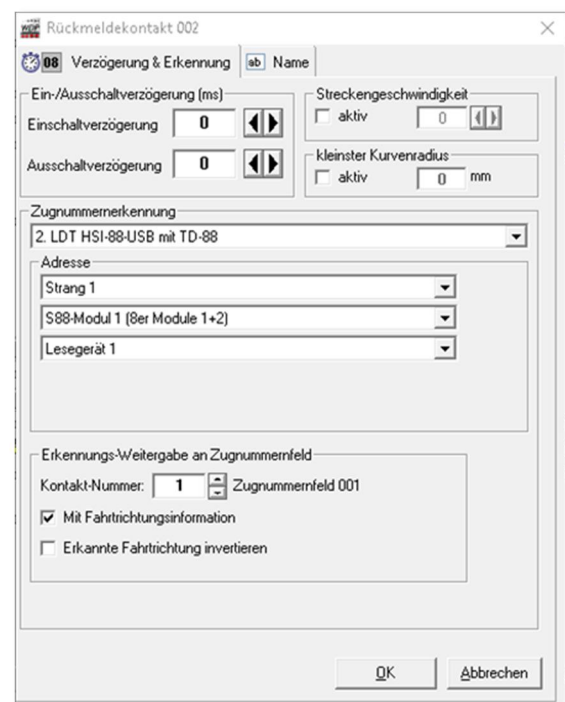 WDP Rückmeldekontakt 002
08 Verzögerung & Erkennung ab Name
Ein-/Ausschaltverzögerung (ms)
Einschaltverzögerung 0
Ausschaltverzögerung 0
Streckengeschwindigkeit
aktiv 0
kleinster Kurvenradius
aktiv 0 mm
Zugnummernerkennung
2. LDT HSI-88-USB mit TD-88
Adresse
Strang 1
S88-Modul 1 (8er Module 1+2)
Lesegerät 1
Erkennungs-Weitergabe an Zugnummernfeld
Kontakt-Nummer: 1 Zugnummernfeld 001
Mit Fahrtrichtungsinformation
Erkannte Fahrtrichtung invertieren
OK Abbrechen